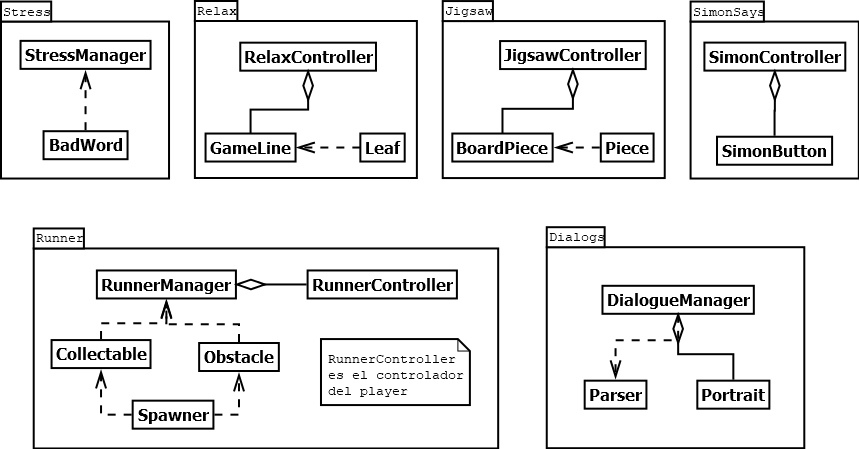 Stress
StressManager
BadWord
Relax
RelaxController
GameLine
Leaf
Jigsaw
JigsawController
BoardPiece
Piece
SimonSays
SimonController
SimonButton
Runner
RunnerManager
RunnerController
Collectable
Obstacle
Spawner
RunnerController
es el controlador
del player
Dialogs
DialogueManager
Parser
Portrait